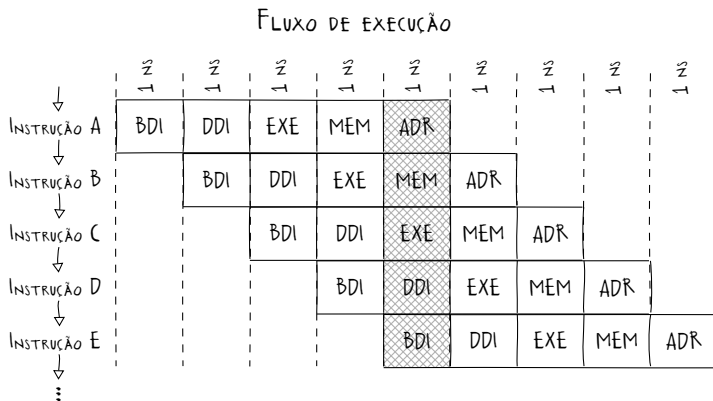 Fluxo de execução
1 ns 1 ns 1 ns 1 ns 1 ns 1 ns 1 ns 1 ns 1 ns
Instrução A BDI DDI EXE MEM ADR
Instrução B BDI DDI EXE MEM ADR
Instrução C BDI DDI EXE MEM ADR
Instrução D BDI DDI EXE MEM ADR
Instrução E BDI DDI EXE MEM ADR